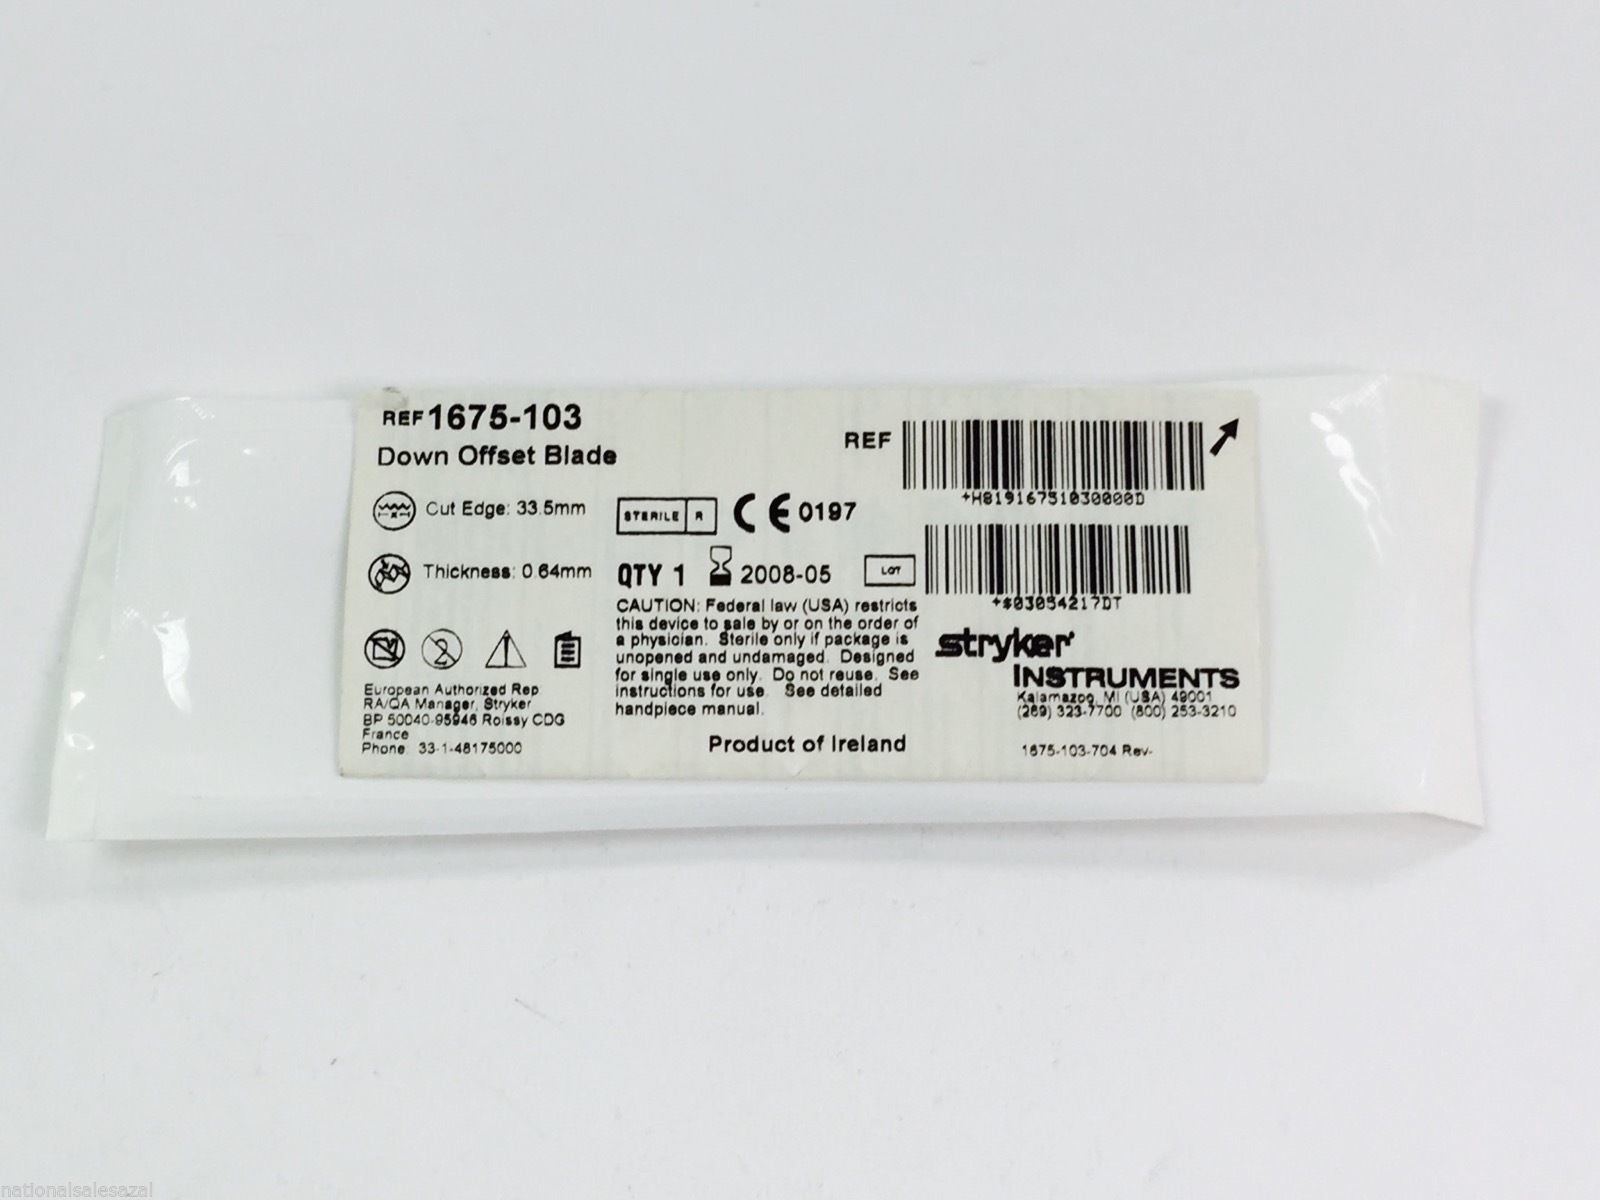 REF 1675-103
Down Offset Blade
Cut Edge: 33.5mm
Thickness: 0.64mm
European Authorized Rep
RA/QA Manager, Stryker
BP 50040-95946 Roissy CDG
France
Phone: 33-1-48175000
STERILE R
CE 0197
QTY 1
2008-05
LOT
CAUTION: Federal law (USA) restricts
this device to sale by or on the order of
a physician. Sterile only if package is
unopened and undamaged. Designed
for single use only. Do not reuse. See
instructions for use. See detailed
handpiece manual.
Product of Ireland
REF
+H81916751030000D
+$03054217DT
stryker
INSTRUMENTS
Kalamazoo, MI (USA) 49001
(269) 323-7700 (800) 253-3210
1675-103-704 Rev-
2
nationalsalesazal